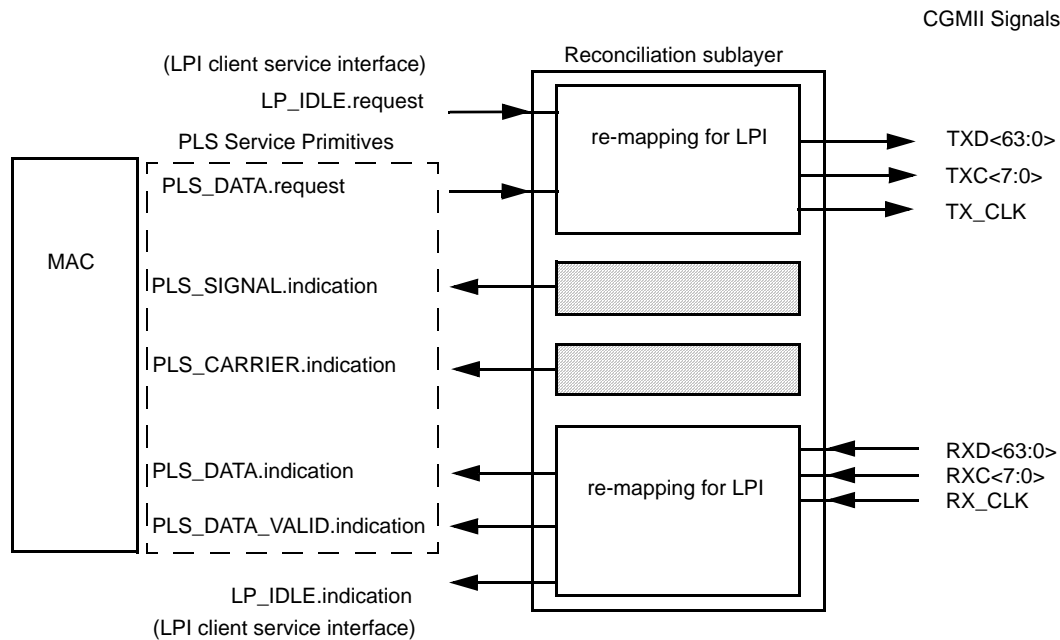 CGMII Signals
(LPI client service interface)
Reconciliation sublayer
LP_IDLE.request
re-mapping for LPI
PLS Service Primitives
TXD<63:0>
PLS_DATA.request
TXC<7:0>
TX_CLK
MAC
PLS_SIGNAL.indication
PLS_CARRIER.indication
RXD<63:0>
PLS_DATA.indication
RXC<7:0>
re-mapping for LPI
RX_CLK
PLS_DATA_VALID.indication
LP_IDLE.indication
(LPI client service interface)